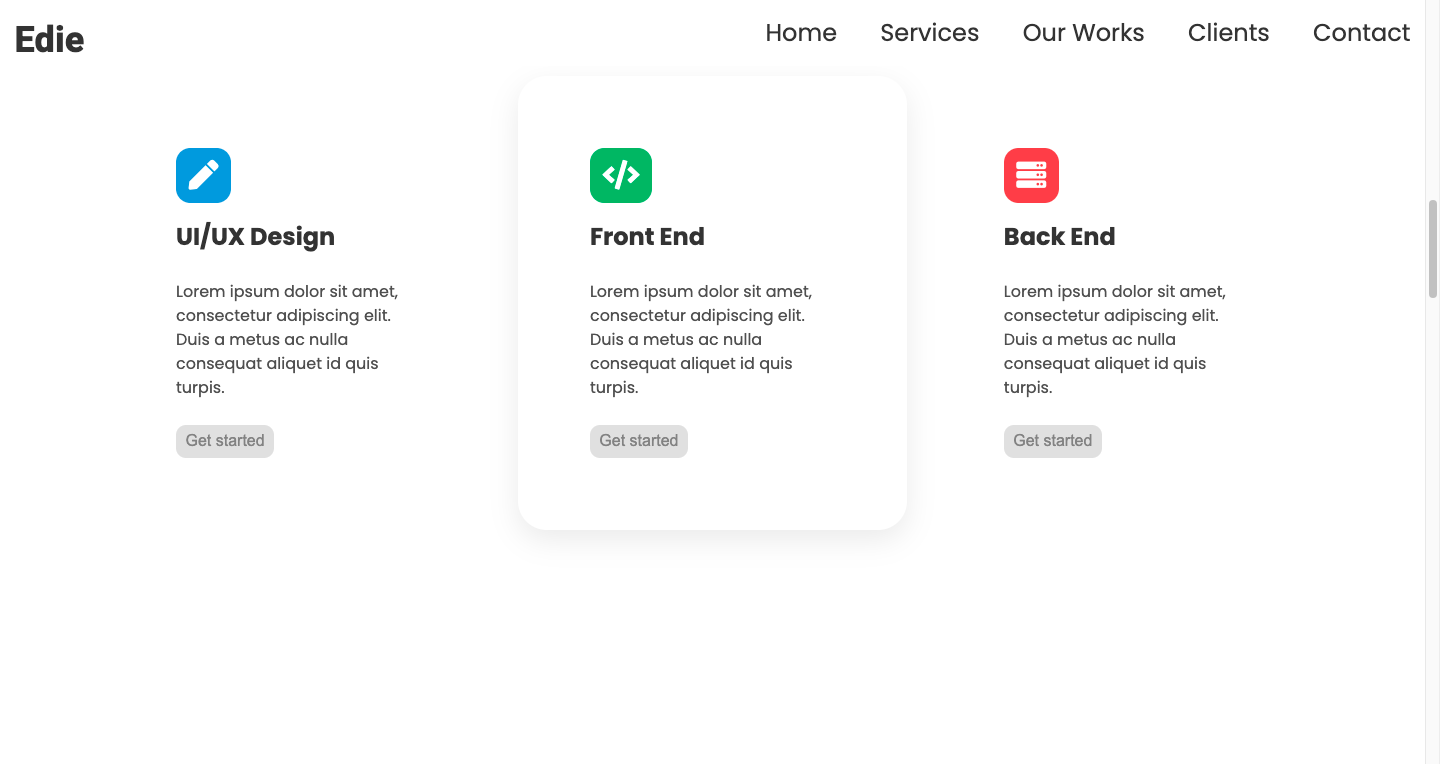 Edie
Home Services Our Works Clients Contact
UI/UX Design
Lorem ipsum dolor sit amet,
consectetur adipiscing elit.
Duis a metus ac nulla
consequat aliquet id quis
turpis.
Get started
Front End
Lorem ipsum dolor sit amet,
consectetur adipiscing elit.
Duis a metus ac nulla
consequat aliquet id quis
turpis.
Get started
Back End
Lorem ipsum dolor sit amet,
consectetur adipiscing elit.
Duis a metus ac nulla
consequat aliquet id quis
turpis.
Get started